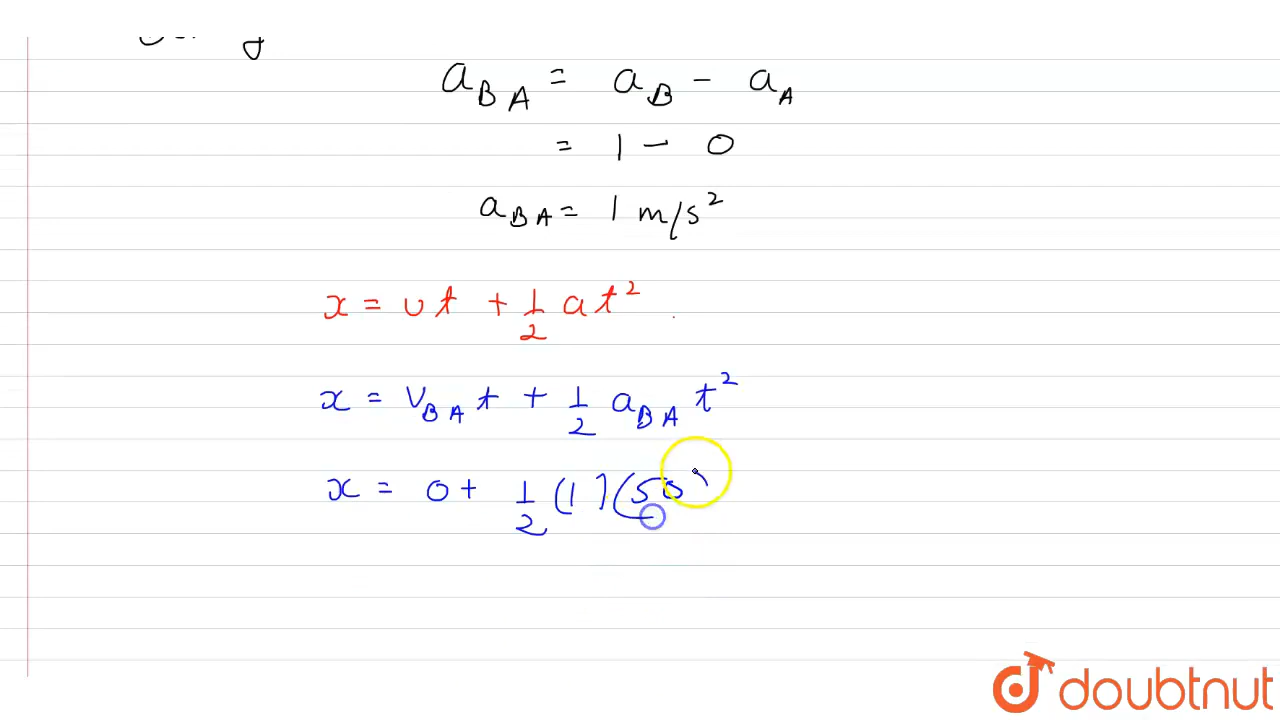 a_BA = a_B - a_A
= 1 - 0
a_BA = 1 m/s²
x = ut + 1/2 at²
x = V_BA t + 1/2 a_BA t²
x = 0 + 1/2 (1) (50
doubtnut